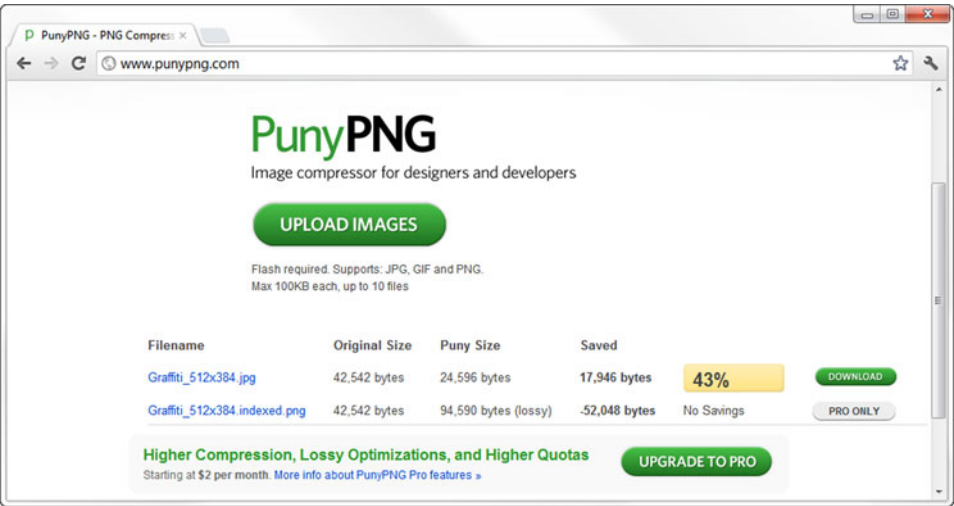 PunyPNG - PNG Compress
www.punypng.com
PunyPNG
Image compressor for designers and developers
UPLOAD IMAGES
Flash required. Supports: JPG, GIF and PNG.
Max 100KB each, up to 10 files
Filename Original Size Puny Size Saved
Graffiti_512x384.jpg 42,542 bytes 24,596 bytes 17,946 bytes 43% DOWNLOAD
Graffiti_512x384.indexed.png 42,542 bytes 94,590 bytes (lossy) -52,048 bytes No Savings PRO ONLY
Higher Compression, Lossy Optimizations, and Higher Quotas
Starting at $2 per month. More info about PunyPNG Pro features »
UPGRADE TO PRO